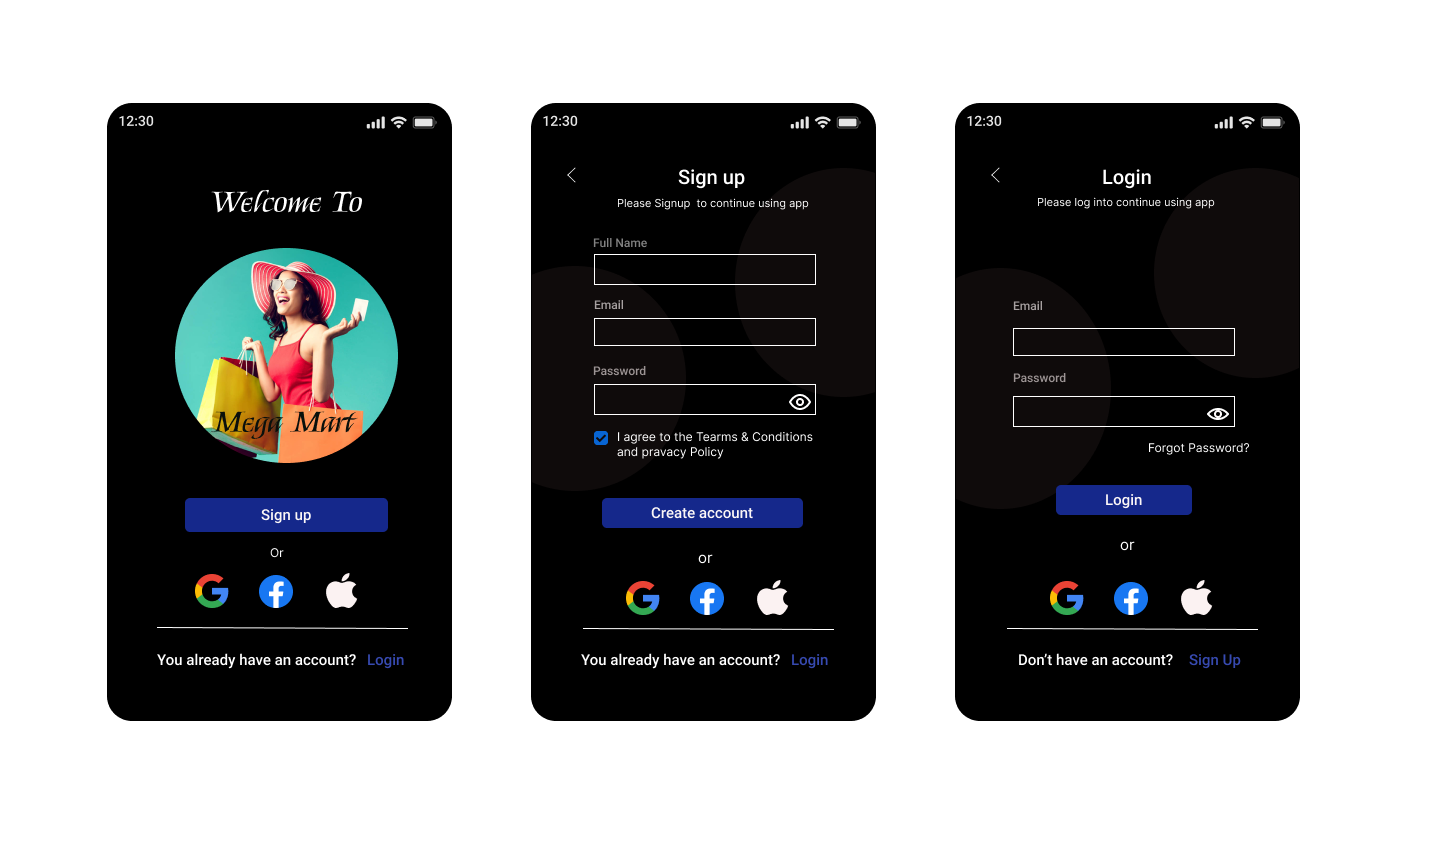 12:30
Welcome To
Mega Mart
Sign up
Or
You already have an account? Login
12:30
Sign up
Please Signup to continue using app
Full Name
Email
Password
I agree to the Tearms & Conditions
and pravacy Policy
Create account
or
You already have an account? Login
12:30
Login
Please log into continue using app
Email
Password
Forgot Password?
Login
or
Don’t have an account? Sign Up